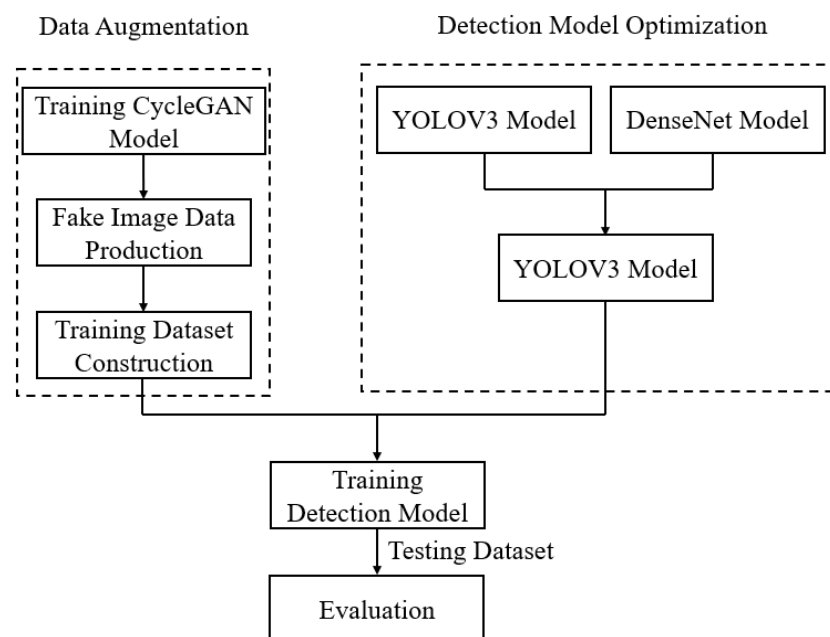 Data Augmentation
Detection Model Optimization
Training CycleGAN
Model
Fake Image Data
Production
Training Dataset
Construction
YOLOV3 Model
DenseNet Model
YOLOV3 Model
Training
Detection Model
Testing Dataset
Evaluation